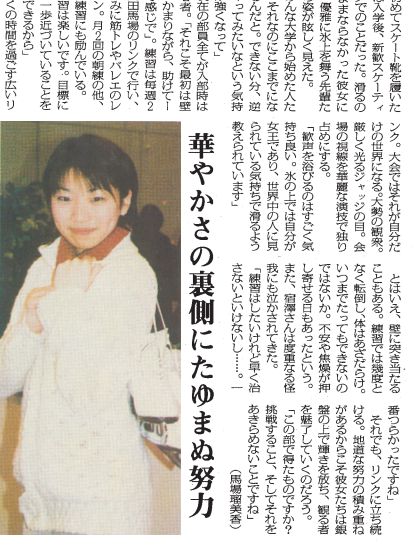 めてスケート靴を履いた
入学後、新歓スケーティ
でのことだった。滑るの
ままならなかった彼女に
優雅に氷上を舞う先輩た
姿が眩しく見えた。
んな大学から始めた人た
それなのにここまでにな
んだと。できない分、逆
ってみたいなという気持
強くなって」
在の部員全てが入部時は
者。「それこそ最初は壁
かまりながら、助けてー
感じで。練習は毎週2
田馬場のリンクで行い、
ン。月2回の朝練の他、
みに筋トレやバレエのレ
練習にも励んでいる。
習は楽しいです。目標に
一歩近づいていることを
できるから」
くの時間を過ごす広いリ
ンク。大会ではそれが自分だ
けの世界になる。大勢の観衆。
厳しく光るジャッジの目。会
場の視線を華麗な演技で独り
占めにする。
「歓声を浴びるのはすごく気
持ち良い。氷の上では自分が
女王であり、世界中の人に見
られている気持ちで滑るよう
教えられています」
とはいえ、壁に突き当たる
こともある。練習では幾度と
なく転倒し、体はあざだらけ。
いつまでたってもできないの
ではないか。不安や焦燥が押
し寄せる日もあったという。
また、宿澤さんは度重なる怪
我にも泣かされてきた。
「練習はしたいけれど早く治
さないといけないし……。一
番つらかったですね」
それでも、リンクに立ち続
ける。地道な努力の積み重ね
があるからこそ彼女たちは銀
盤の上で輝きを放ち、観る者
を魅了していくのだろう。
「この部で得たものですか?
挑戦すること、そしてそれを
あきらめないことですね」
(馬場瑠美香)
華やかさの裏側にたゆまぬ努力